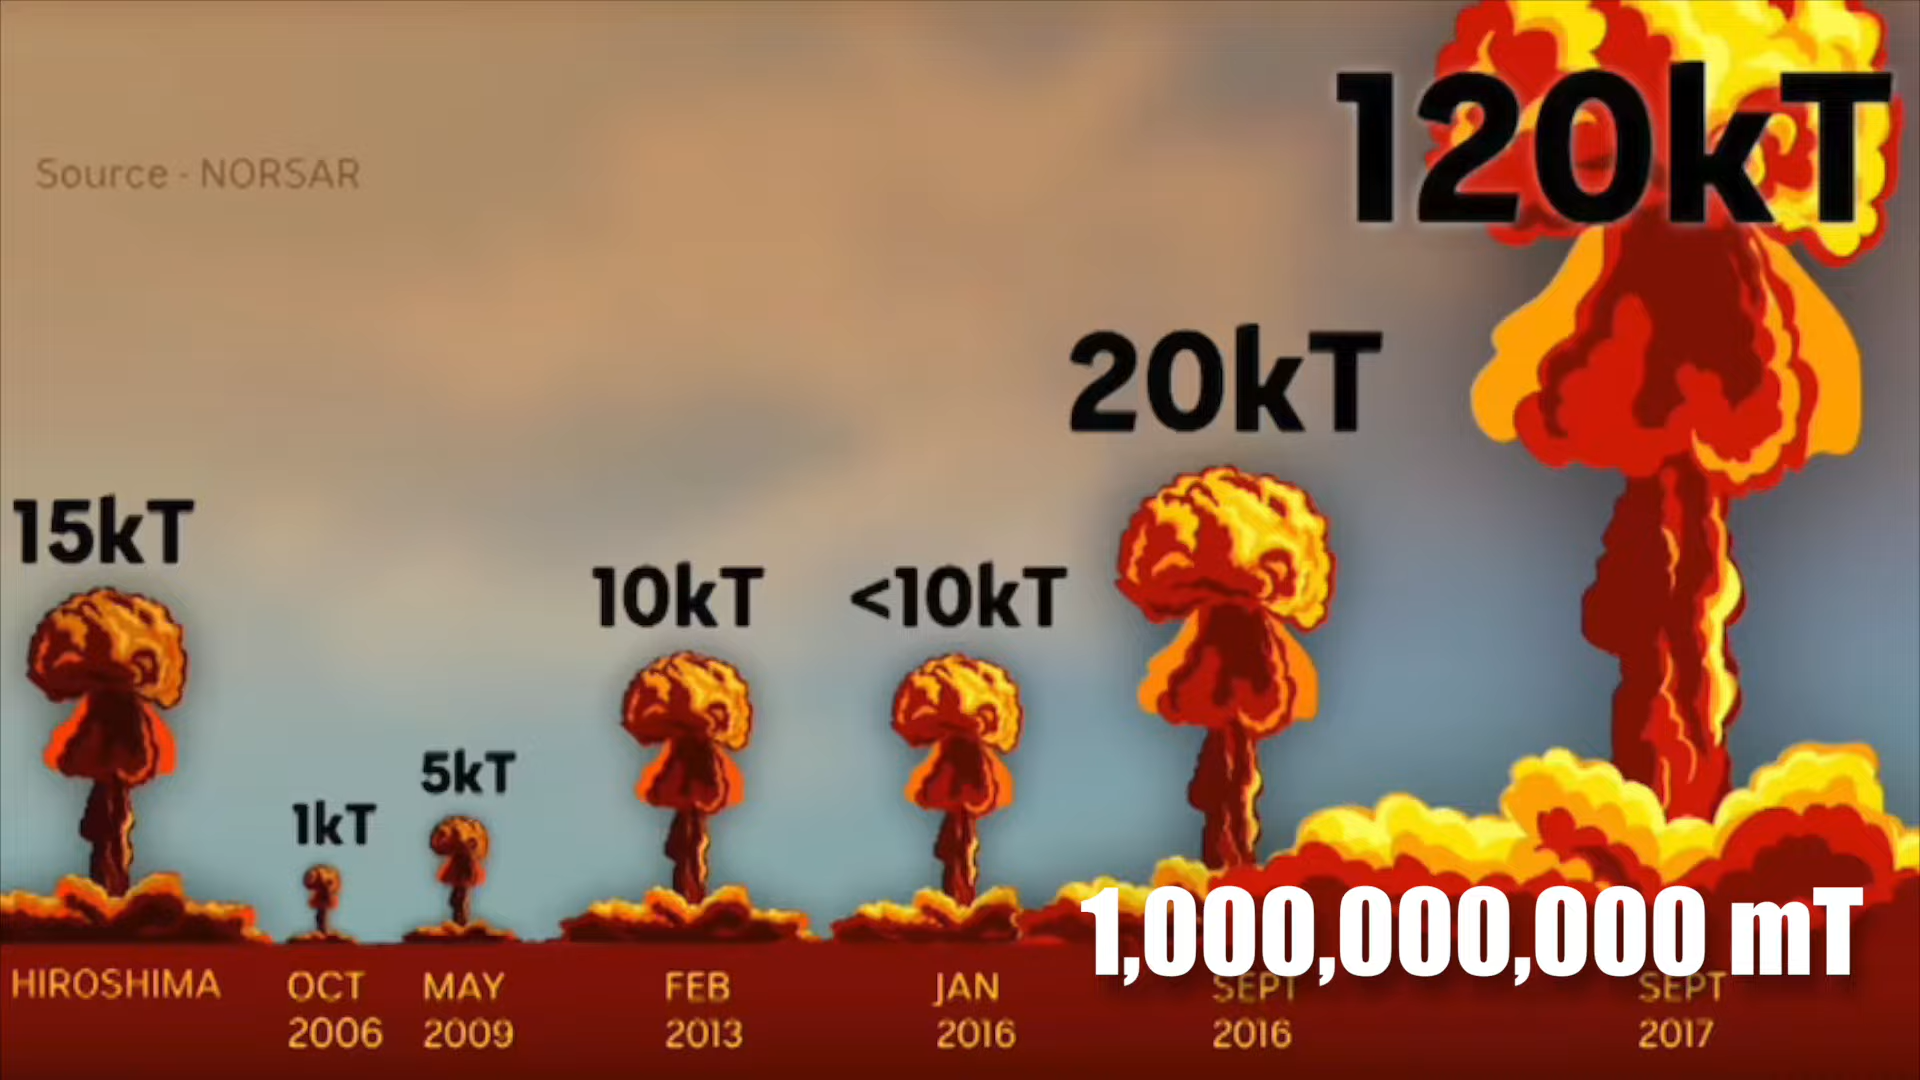 Source - NORSAR
120kT
20kT
15kT
10kT
<10kT
5kT
1kT
1,000,000,000 mT
HIROSHIMA
OCT
2006
MAY
2009
FEB
2013
JAN
2016
SEPT
2016
SEPT
2017